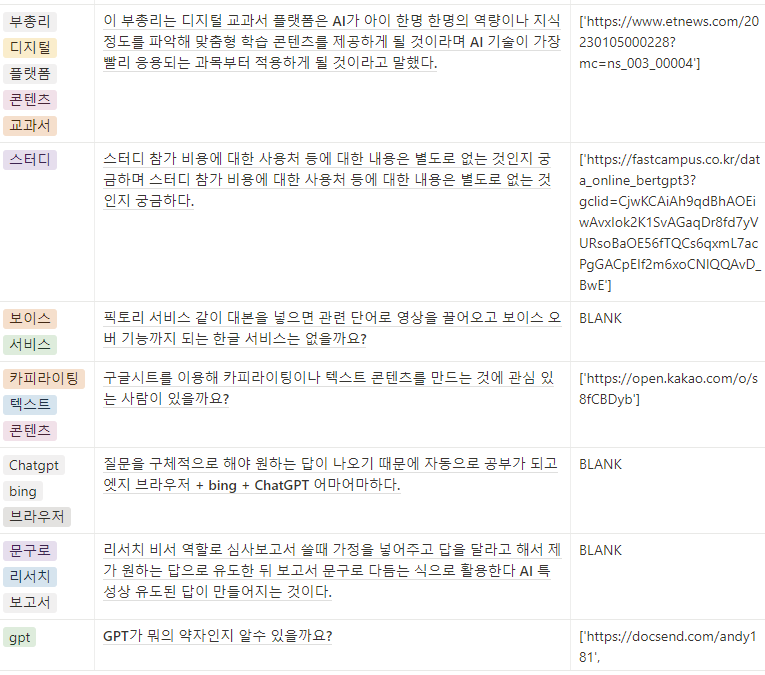 부총리
디지털
플랫폼
콘텐츠
교과서
이 부총리는 디지털 교과서 플랫폼은 AI가 아이 한명 한명의 역량이나 지식
정도를 파악해 맞춤형 학습 콘텐츠를 제공하게 될 것이라며 AI 기술이 가장
빨리 응용되는 과목부터 적용하게 될 것이라고 말했다.
['https://www.etnews.com/20
230105000228?
mc=ns_003_00004']
스터디
스터디 참가 비용에 대한 사용처 등에 대한 내용은 별도로 없는 것인지 궁
금하며 스터디 참가 비용에 대한 사용처 등에 대한 내용은 별도로 없는 것
인지 궁금하다.
['https://fastcampus.co.kr/dat
a_online_bertgpt3?
gclid=CjwKCAiAh9qdBhAOEi
wAvxIok2K1SvAGaqDr8fd7yV
URsoBaOE56fTQCs6qxmL7ac
PgGACpEIf2m6xoCNIQQAvD_
BwE']
보이스
서비스
픽토리 서비스 같이 대본을 넣으면 관련 단어로 영상을 끌어오고 보이스 오
버 기능까지 되는 한글 서비스는 없을까요?
BLANK
카피라이팅
텍스트
콘텐츠
구글시트를 이용해 카피라이팅이나 텍스트 콘텐츠를 만드는 것에 관심 있
는 사람이 있을까요?
['https://open.kakao.com/o/s
8fCBDyb']
Chatgpt
bing
브라우저
질문을 구체적으로 해야 원하는 답이 나오기 때문에 자동으로 공부가 되고
엣지 브라우저 + bing + ChatGPT 어마어마하다.
BLANK
문구로
리서치
보고서
리서치 비서 역할로 심사보고서 쓸때 가정을 넣어주고 답을 달라고 해서 제
가 원하는 답으로 유도한 뒤 보고서 문구로 다듬는 식으로 활용한다 AI 특
성상 유도된 답이 만들어지는 것이다.
BLANK
gpt
GPT가 뭐의 약자인지 알수 있을까요?
['https://docsend.com/andy1
81',